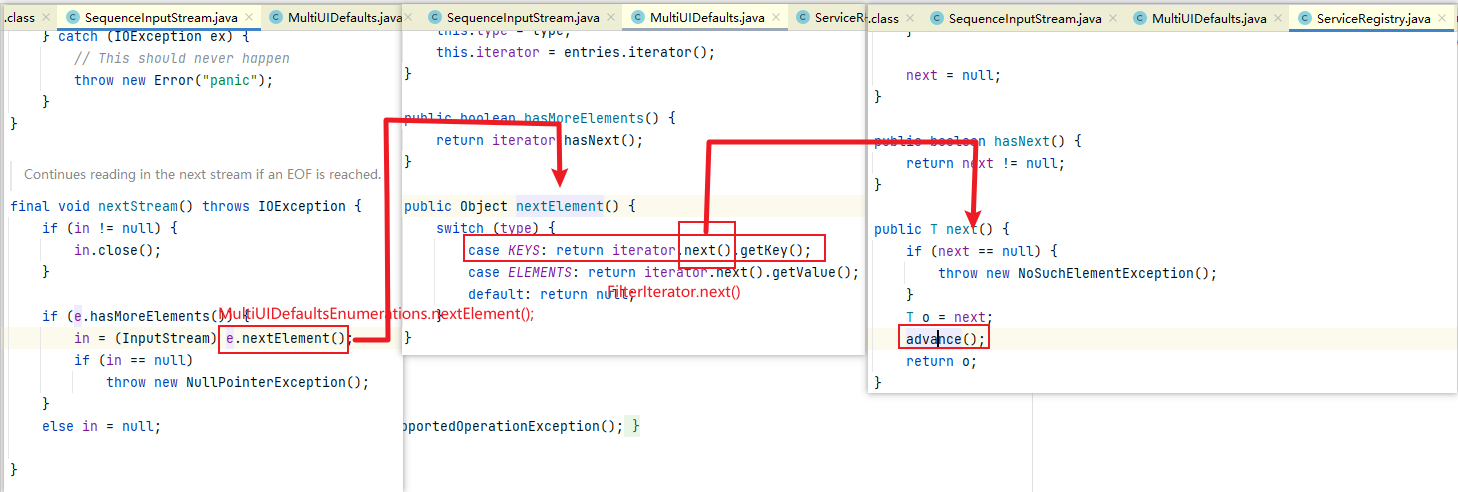 .class × SequenceInputStream.java × MultiUIDefaults.java ×
} catch (IOException ex) {
// This should never happen
throw new Error("panic");
}
}
Continues reading in the next stream if an EOF is reached.
final void nextStream() throws IOException {
if (in != null) {
in.close();
}
if (e.hasMoreElements()) {
MultiUIDefaultsEnumerations.nextElement();
in = (InputStream) e.nextElement();
if (in == null)
throw new NullPointerException();
}
else in = null;
}
SequenceInputStream.java × MultiUIDefaults.java ×
this.type = type;
this.iterator = entries.iterator();
}
public boolean hasMoreElements() {
return iterator.hasNext();
}
public Object nextElement() {
switch (type) {
case KEYS: return iterator.next().getKey();
case ELEMENTS: return iterator.next().getValue();
default: return null;
FilterIterator.next()
}
}
pportedOperationException(); }
.class × SequenceInputStream.java × MultiUIDefaults.java × ServiceRegistry.java ×
}
next = null;
}
public boolean hasNext() {
return next != null;
}
public T next() {
if (next == null) {
throw new NoSuchElementException();
}
T o = next;
advance();
return o;
}